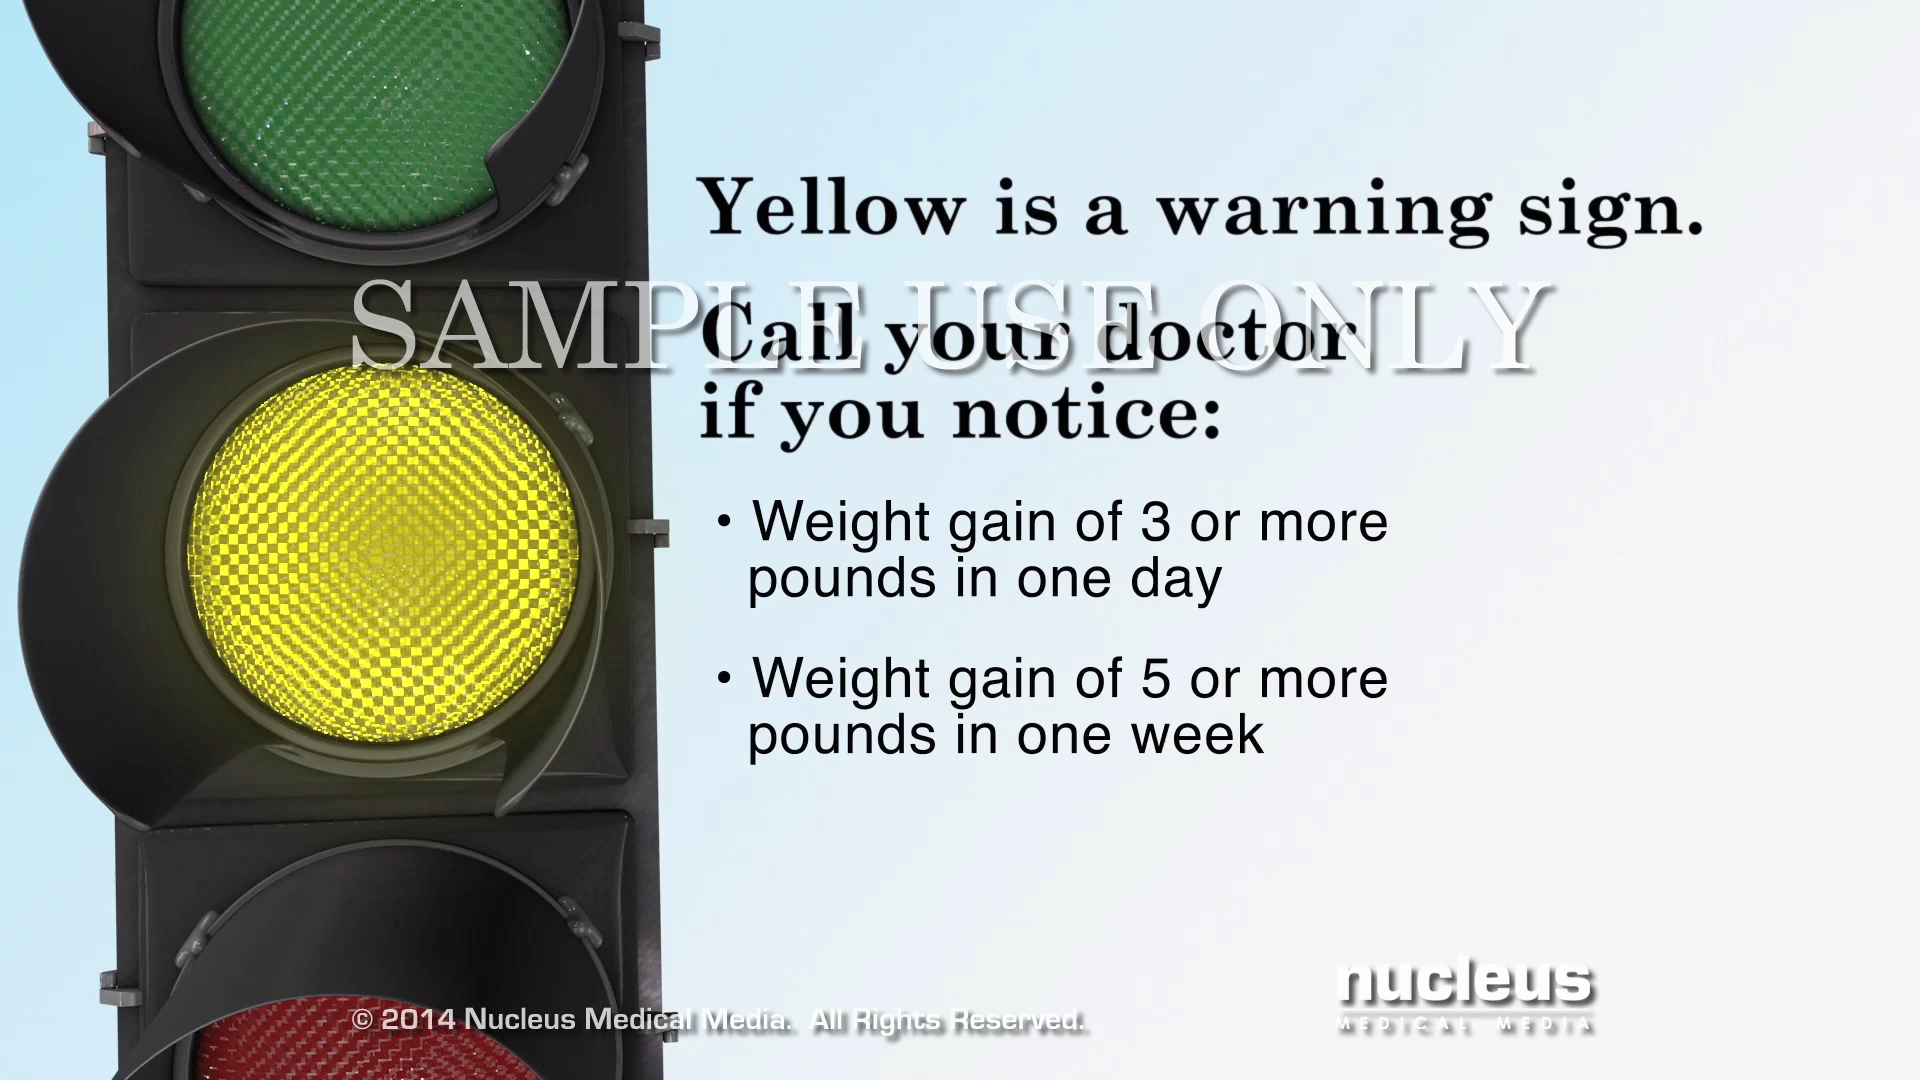 Yellow is a warning sign.
SAMPLE USE ONLY
Call your doctor
if you notice:
• Weight gain of 3 or more
pounds in one day
• Weight gain of 5 or more
pounds in one week
nucleus
MEDICAL MEDIA
© 2014 Nucleus Medical Media. All Rights Reserved.